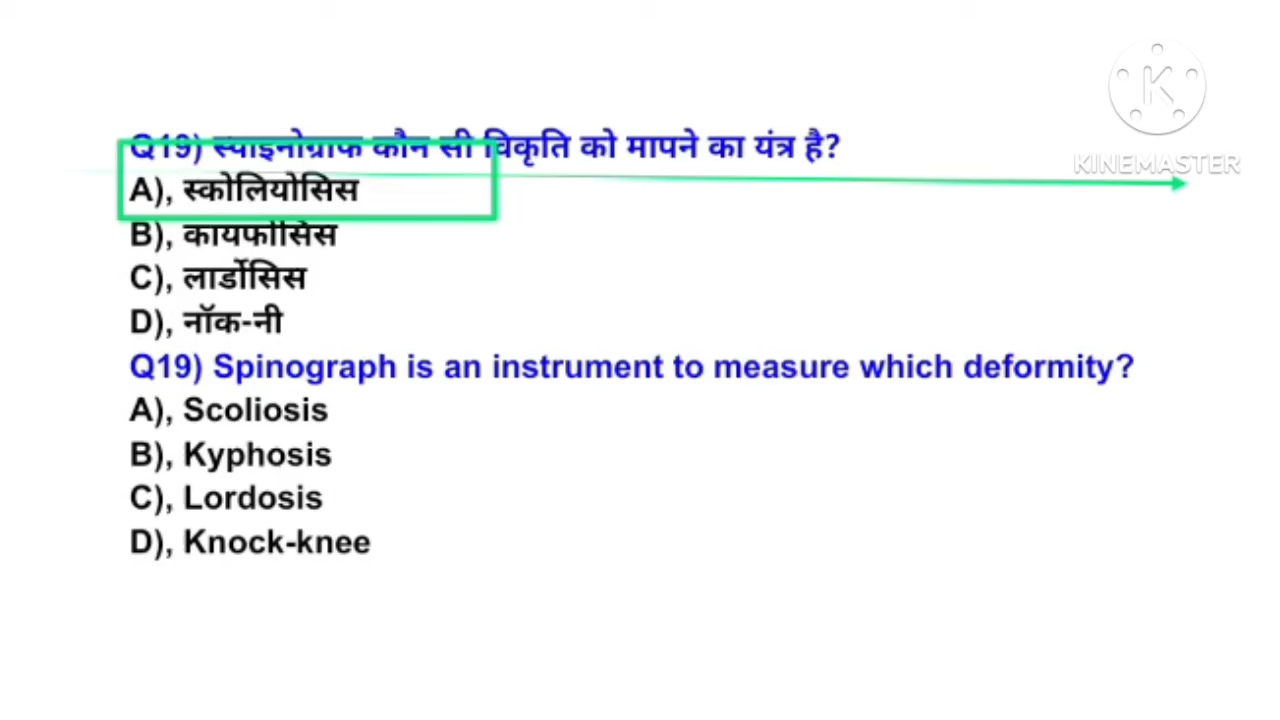 Q19) स्पाइनोग्राफ कौन सी विकृति को मापने का यंत्र है?
A), स्कोलियोसिस
B), कायफोसिस
C), लार्डोसिस
D), नॉक-नी
Q19) Spinograph is an instrument to measure which deformity?
A), Scoliosis
B), Kyphosis
C), Lordosis
D), Knock-knee
K
KINEMASTER